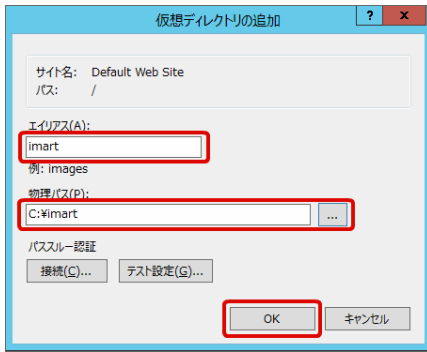 仮想ディレクトリの追加
? x
サイト名: Default Web Site
パス: /
エイリアス(A):
imart
例: images
物理パス(P):
C:¥imart
...
パススルー認証
接続(C)... テスト設定(G)...
OK キャンセル